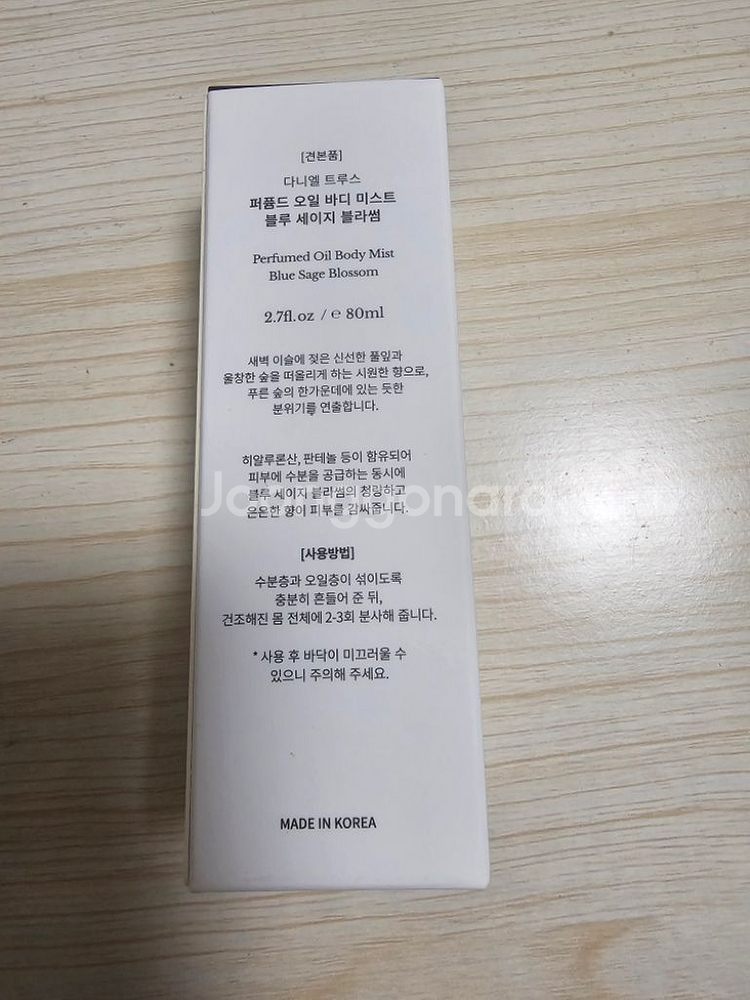 [견본품]
다니엘 트루스
퍼퓸드 오일 바디 미스트
블루 세이지 블라썸
Perfumed Oil Body Mist
Blue Sage Blossom
2.7fl.oz / ℮ 80ml
새벽 이슬에 젖은 신선한 풀잎과
울창한 숲을 떠올리게 하는 시원한 향으로,
푸른 숲의 한가운데에 있는 듯한
분위기를 연출합니다.
히알루론산, 판테놀 등이 함유되어
피부에 수분을 공급하는 동시에
블루 세이지 블라썸의 청량하고
은은한 향이 피부를 감싸줍니다.
Joonggonara
[사용방법]
수분층과 오일층이 섞이도록
충분히 흔들어 준 뒤,
건조해진 몸 전체에 2-3회 분사해 줍니다.
* 사용 후 바닥이 미끄러울 수
있으니 주의해 주세요.
MADE IN KOREA